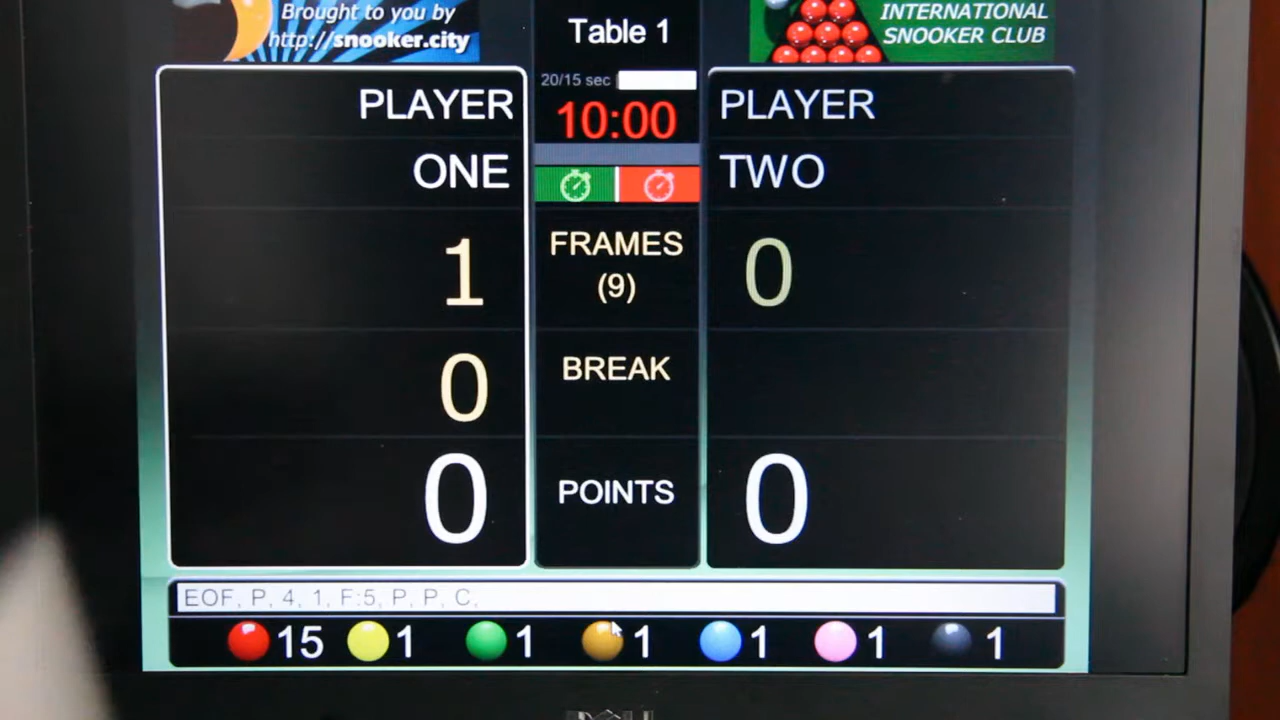 Brought to you by
http://snooker.city
Table 1
INTERNATIONAL
SNOOKER CLUB
20/15 sec
10:00
PLAYER
ONE
PLAYER
TWO
1
FRAMES
(9)
0
0
BREAK
0
POINTS
0
EOF, P, 4, 1, F:5, P, P, C,
15 1 1 1 1 1 1